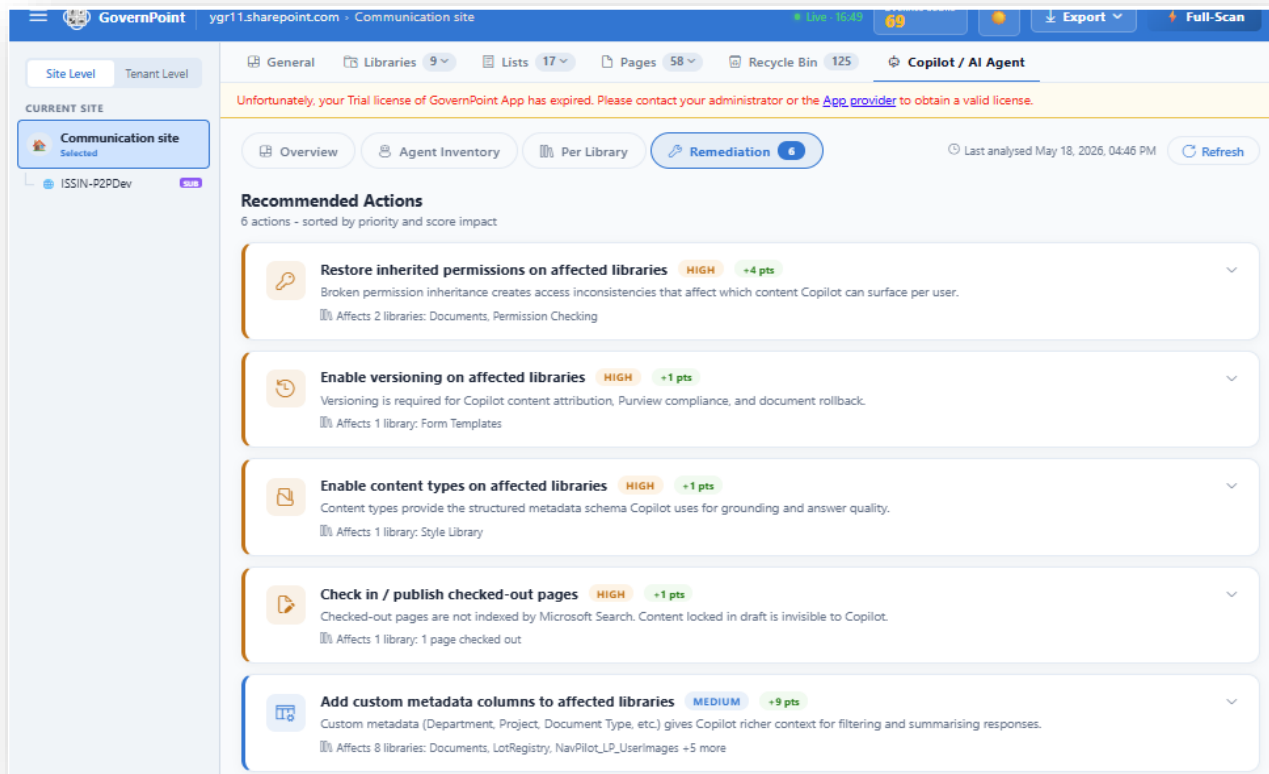 GovernPoint
ygr11.sharepoint.com › Communication site
Live · 16:49
69
Export
Full-Scan
Site Level
Tenant Level
CURRENT SITE
Communication site
Selected
ISSIN-P2PDev
SUB
General
Libraries 9
Lists 17
Pages 58
Recycle Bin 125
Copilot / AI Agent
Unfortunately, your Trial license of GovernPoint App has expired. Please contact your administrator or the App provider to obtain a valid license.
Overview
Agent Inventory
Per Library
Remediation 6
Last analysed May 18, 2026, 04:46 PM
Refresh
Recommended Actions
6 actions - sorted by priority and score impact
Restore inherited permissions on affected libraries HIGH +4 pts
Broken permission inheritance creates access inconsistencies that affect which content Copilot can surface per user.
Affects 2 libraries: Documents, Permission Checking
Enable versioning on affected libraries HIGH +1 pts
Versioning is required for Copilot content attribution, Purview compliance, and document rollback.
Affects 1 library: Form Templates
Enable content types on affected libraries HIGH +1 pts
Content types provide the structured metadata schema Copilot uses for grounding and answer quality.
Affects 1 library: Style Library
Check in / publish checked-out pages HIGH +1 pts
Checked-out pages are not indexed by Microsoft Search. Content locked in draft is invisible to Copilot.
Affects 1 library: 1 page checked out
Add custom metadata columns to affected libraries MEDIUM +9 pts
Custom metadata (Department, Project, Document Type, etc.) gives Copilot richer context for filtering and summarising responses.
Affects 8 libraries: Documents, LotRegistry, NavPilot_LP_UserImages +5 more